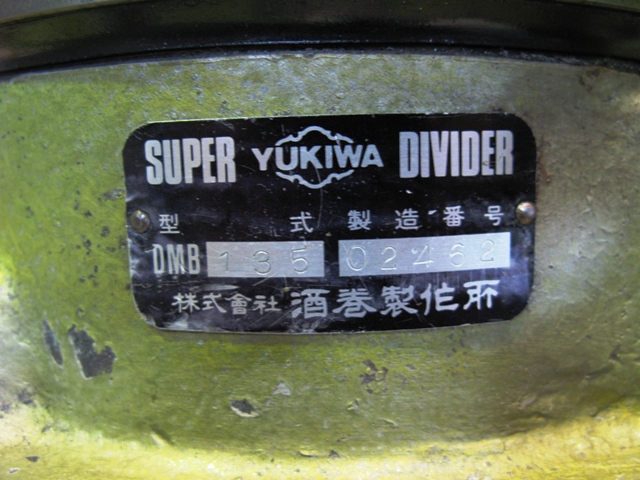 SUPER YUKIWA DIVIDER
型式 製造番号
DMB 135 02462
株式會社 酒巻製作所